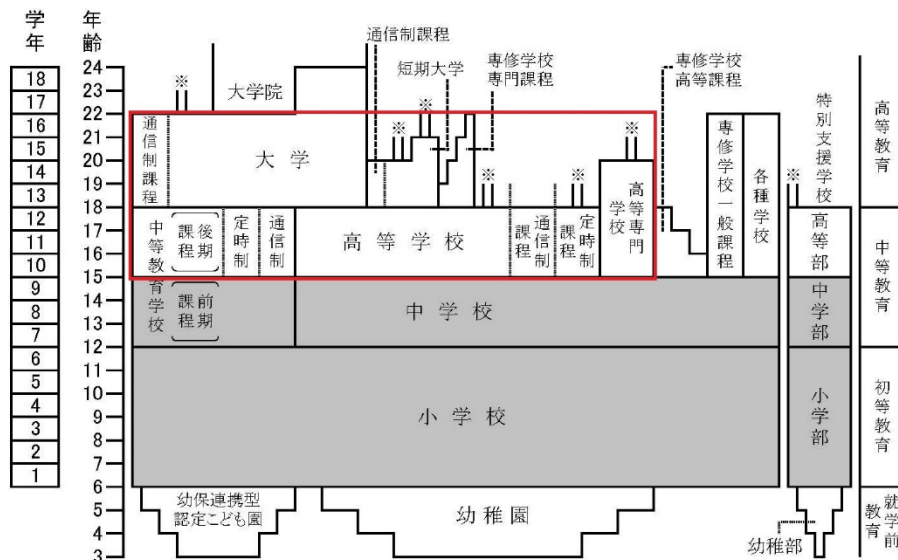 学年
年齢
18
17
16
15
14
13
12
11
10
9
8
7
6
5
4
3
2
1
24
23
22
21
20
19
18
17
16
15
14
13
12
11
10
9
8
7
6
5
4
3
通信制課程
短期大学
専修学校
専門課程
専修学校
高等課程
大学院
※
※
※
※
※
※
※
通信制課程
大学
中等教育学校
後期
課程
定時制
通信制
高等学校
通信制
課程
定時制
課程
高等専門
学校
専修学校一般課程
各種学校
特別支援学校
高等部
高等教育
中等教育
前期
課程
中学校
中学部
小学校
小学部
初等教育
幼保連携型
認定こども園
幼稚園
幼稚部
就学前
教育